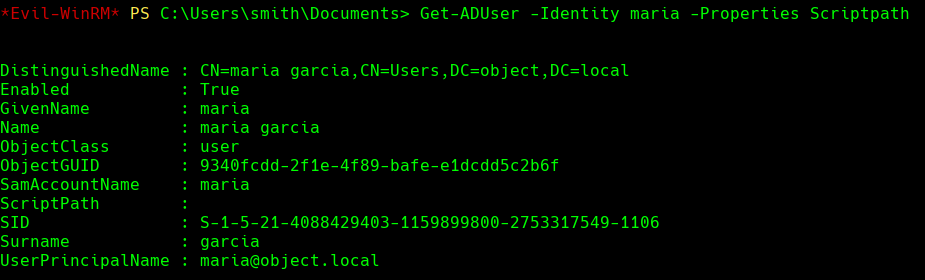 *Evil-WinRM* PS C:\Users\smith\Documents> Get-ADUser -Identity maria -Properties Scriptpath
DistinguishedName : CN=maria garcia,CN=Users,DC=object,DC=local
Enabled           : True
GivenName         : maria
Name              : maria garcia
ObjectClass       : user
ObjectGUID        : 9340fcdd-2f1e-4f89-bafe-e1dcdd5c2b6f
SamAccountName    : maria
ScriptPath        :
SID               : S-1-5-21-4088429403-1159899800-2753317549-1106
Surname           : garcia
UserPrincipalName : maria@object.local